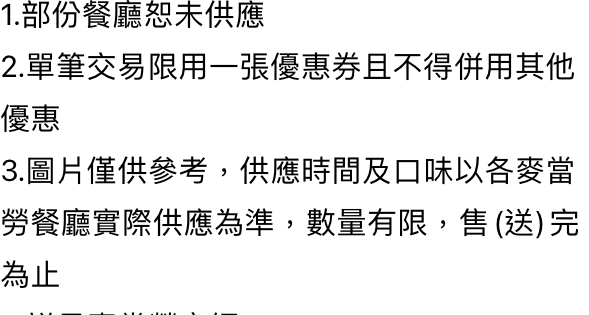 1.部份餐廳恕未供應
2.單筆交易限用一張優惠券且不得併用其他
優惠
3.圖片僅供參考，供應時間及口味以各麥當
勞餐廳實際供應為準，數量有限，售(送)完
為止